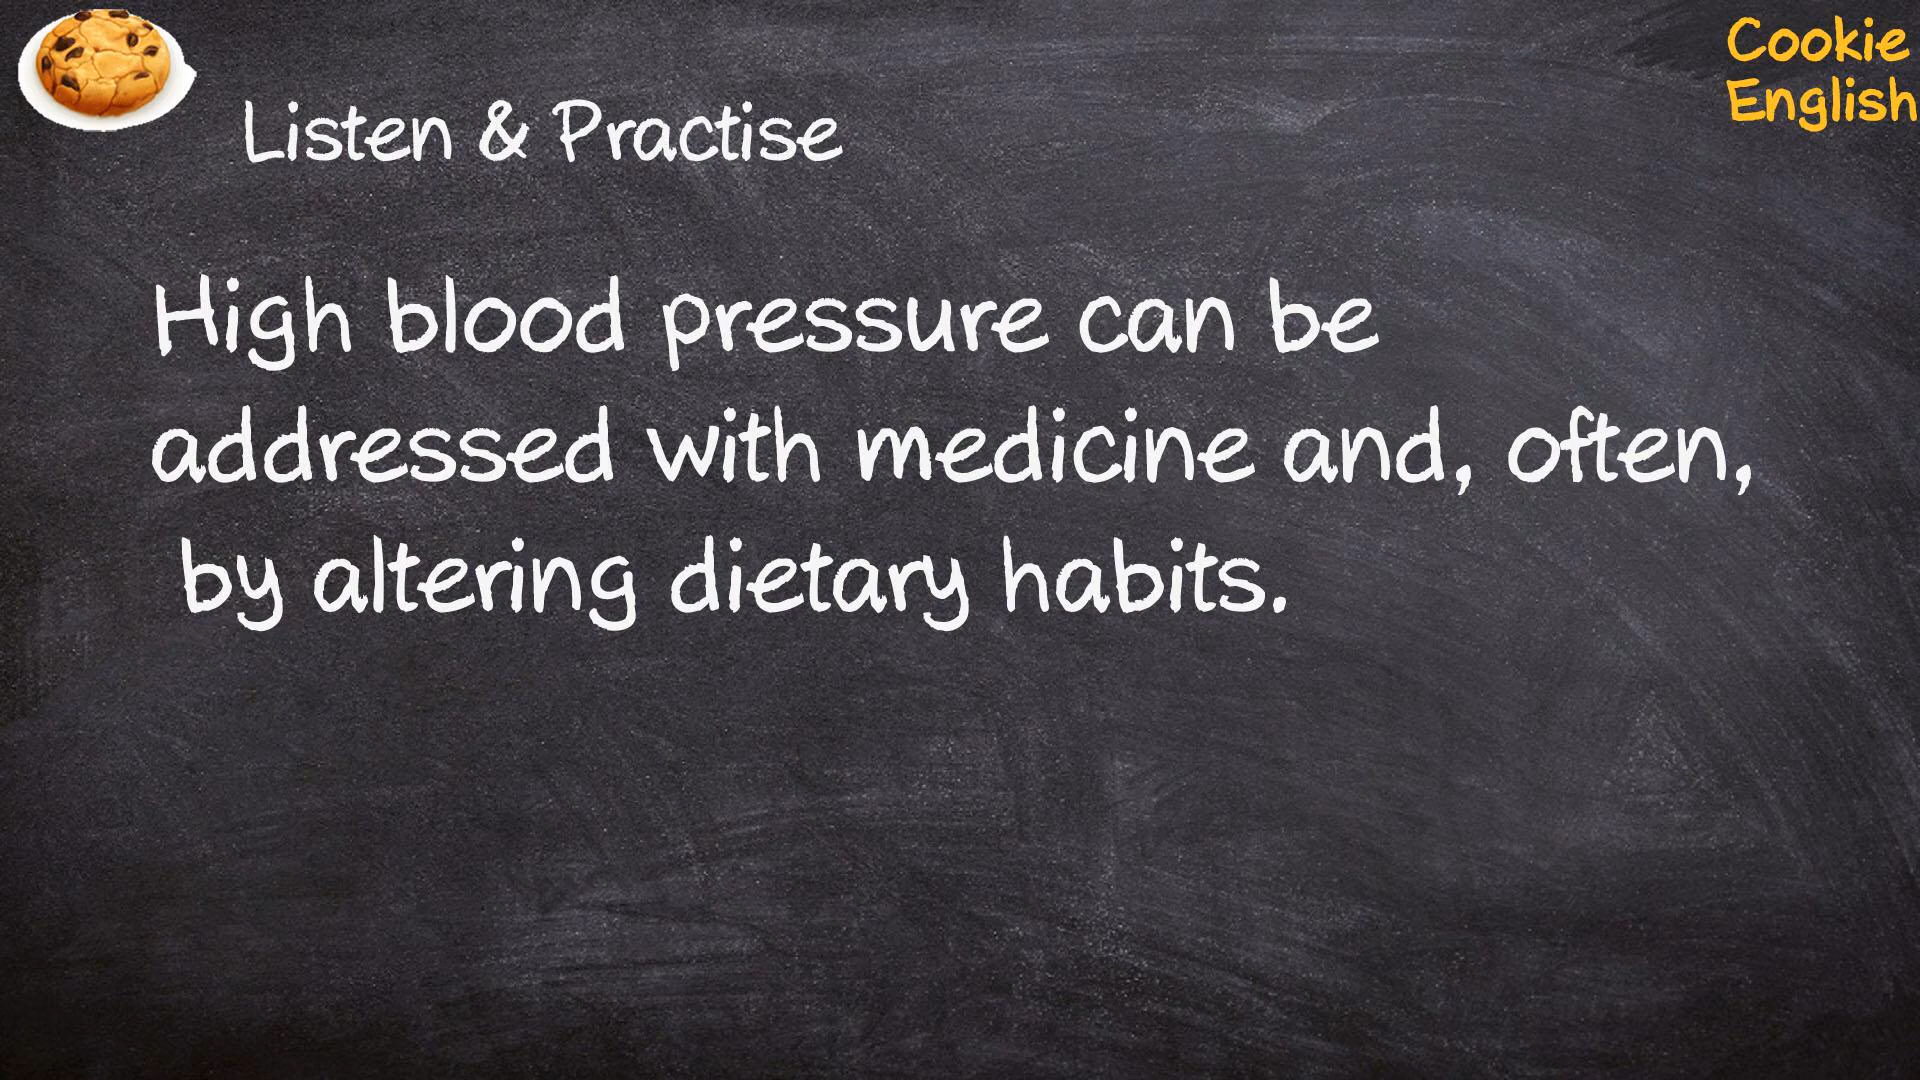 Cookie
English
Listen & Practise
High blood pressure can be
addressed with medicine and, often,
by altering dietary habits.